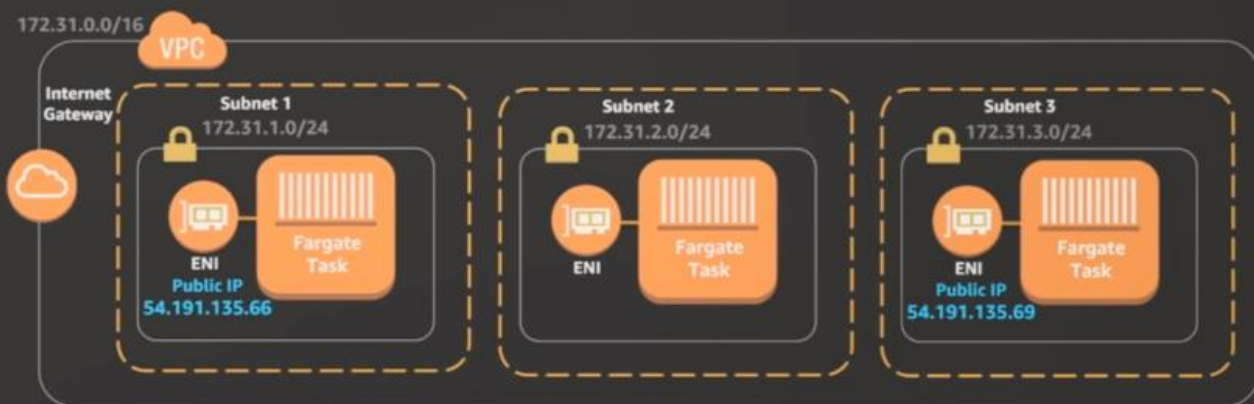 172.31.0.0/16
VPC
Internet
Gateway
Subnet 1
172.31.1.0/24
ENI
Public IP
54.191.135.66
Fargate
Task
Subnet 2
172.31.2.0/24
ENI
Fargate
Task
Subnet 3
172.31.3.0/24
ENI
Public IP
54.191.135.69
Fargate
Task